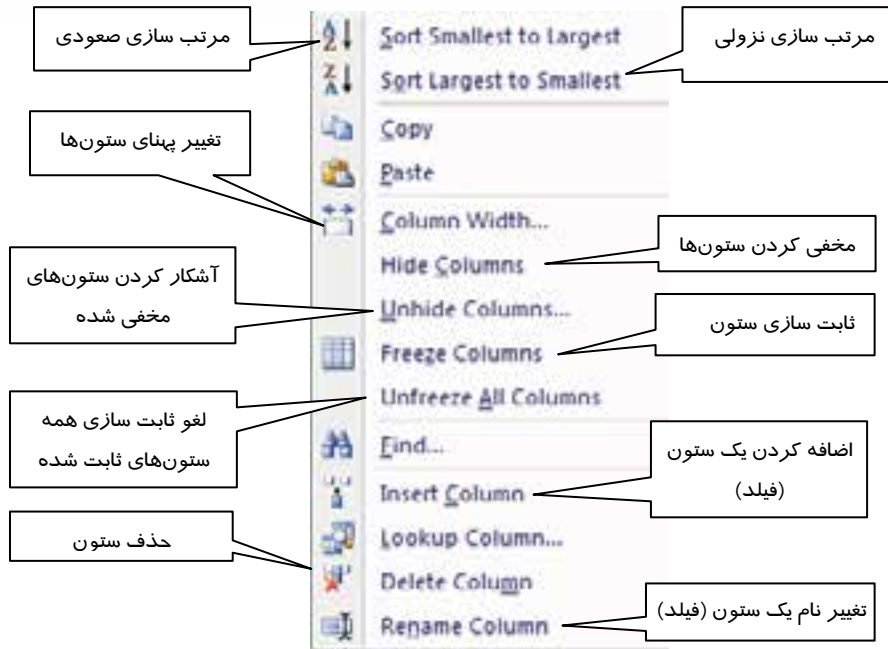 مرتب سازی صعودی
Sort Smallest to Largest
مرتب سازی نزولی
Sort Largest to Smallest
Copy
تغییر پهنای ستون‌ها
Paste
Column Width...
مخفی کردن ستون‌ها
Hide Columns
آشکار کردن ستون‌های
مخفی شده
Unhide Columns...
ثابت سازی ستون
Freeze Columns
Unfreeze All Columns
لغو ثابت سازی همه
ستون‌های ثابت شده
Find...
اضافه کردن یک ستون
(فیلد)
Insert Column
Lookup Column...
حذف ستون
Delete Column
تغییر نام یک ستون (فیلد)
Rename Column